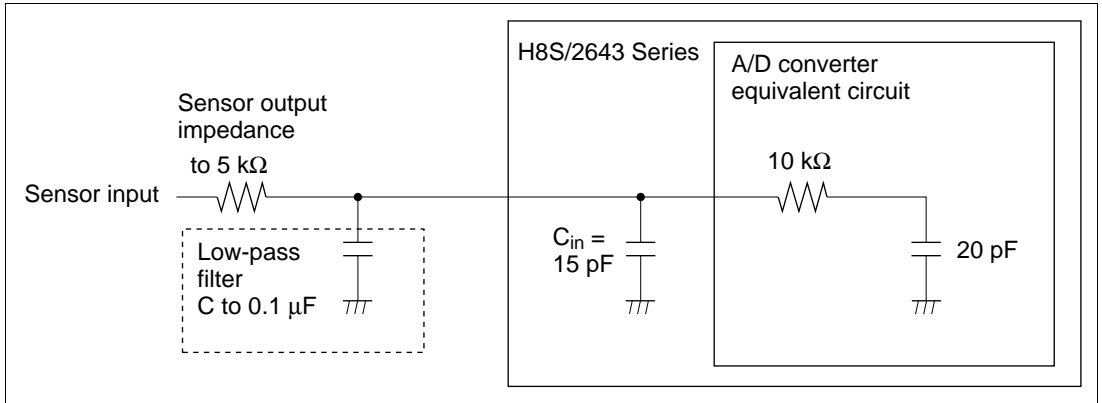 H8S/2643 Series
A/D converter
equivalent circuit
Sensor output
impedance
to 5 kΩ
10 kΩ
Sensor input
Low-pass
filter
C to 0.1 μF
Cin =
15 pF
20 pF